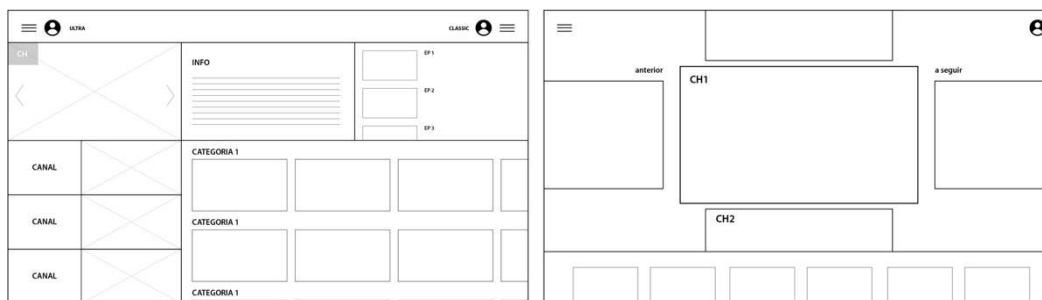 ULTRA
CLASSIC
CH
INFO
EP 1
EP 2
EP 3
CANAL
CANAL
CANAL
CATEGORIA 1
CATEGORIA 1
CATEGORIA 1
anterior
CH1
a seguir
CH2